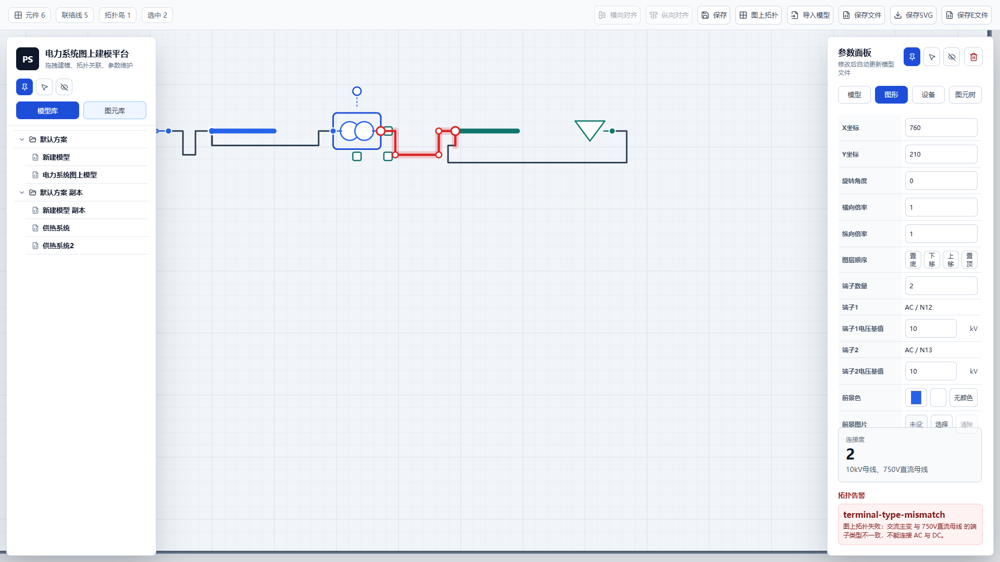 元件 6
联络线 5
拓扑岛 1
选中 2
横向对齐
纵向对齐
保存
图上拓扑
导入模型
保存文件
保存SVG
保存E文件
PS
电力系统图上建模平台
拖拽建模、拓扑关联、参数维护
模型库
图元库
默认方案
新建模型
电力系统图上模型
默认方案 副本
新建模型 副本
供热系统
供热系统2
参数面板
修改后自动更新模型
文件
模型
图形
设备
图元树
X坐标
760
Y坐标
210
旋转角度
0
横向倍率
1
纵向倍率
1
图层顺序
置底
下移
上移
置顶
端子数量
2
端子1
AC / N12
端子1电压基值
10
kV
端子2
AC / N13
端子2电压基值
10
kV
前景色
无颜色
前景图片
未设
选择
清除
连接度
2
10kV母线、750V直流母线
拓扑告警
terminal-type-mismatch
图上拓扑失败：交流主变 与 750V直流母线 的端
子类型不一致，不能连接 AC 与 DC。